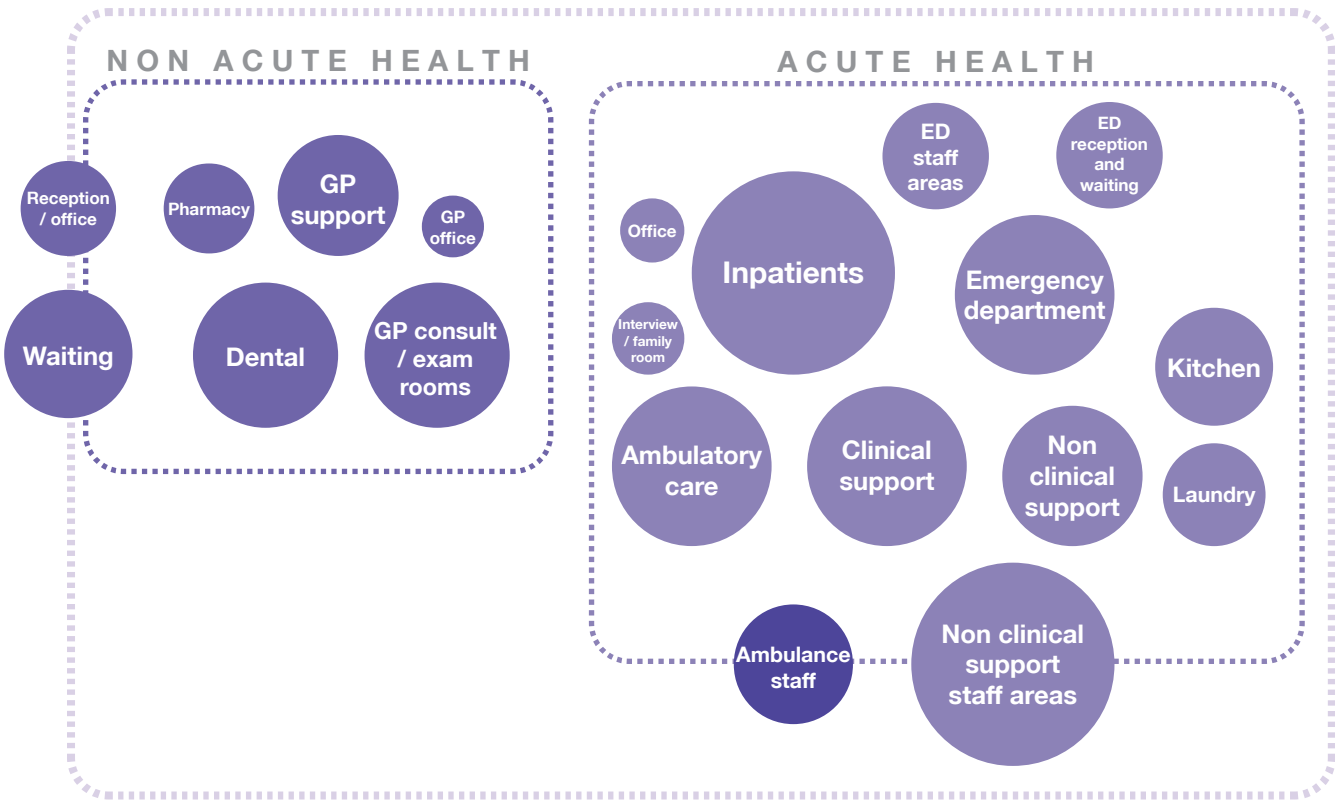 NON ACUTE HEALTH
Reception
/ office
Pharmacy
GP
support
GP
office
Waiting
Dental
GP consult
/ exam
rooms
ACUTE HEALTH
ED
staff
areas
ED
reception
and
waiting
Office
Inpatients
Emergency
department
Interview
/ family
room
Kitchen
Ambulatory
care
Clinical
support
Non
clinical
support
Laundry
Ambulance
staff
Non clinical
support
staff areas